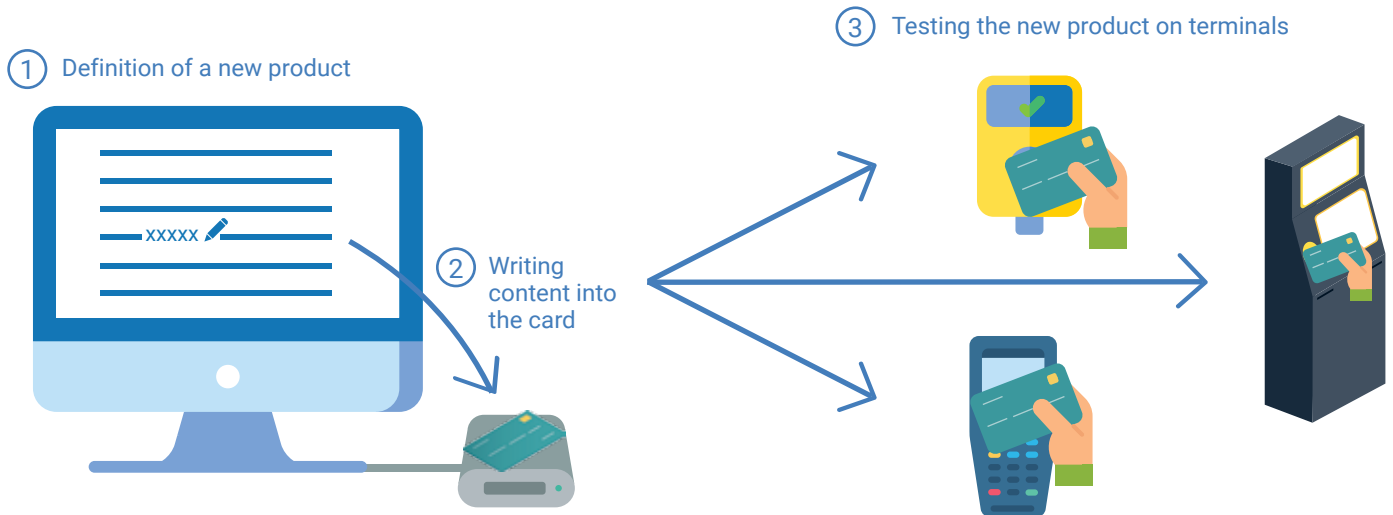 1 Definition of a new product
xxxxx
2 Writing
content into
the card
3 Testing the new product on terminals